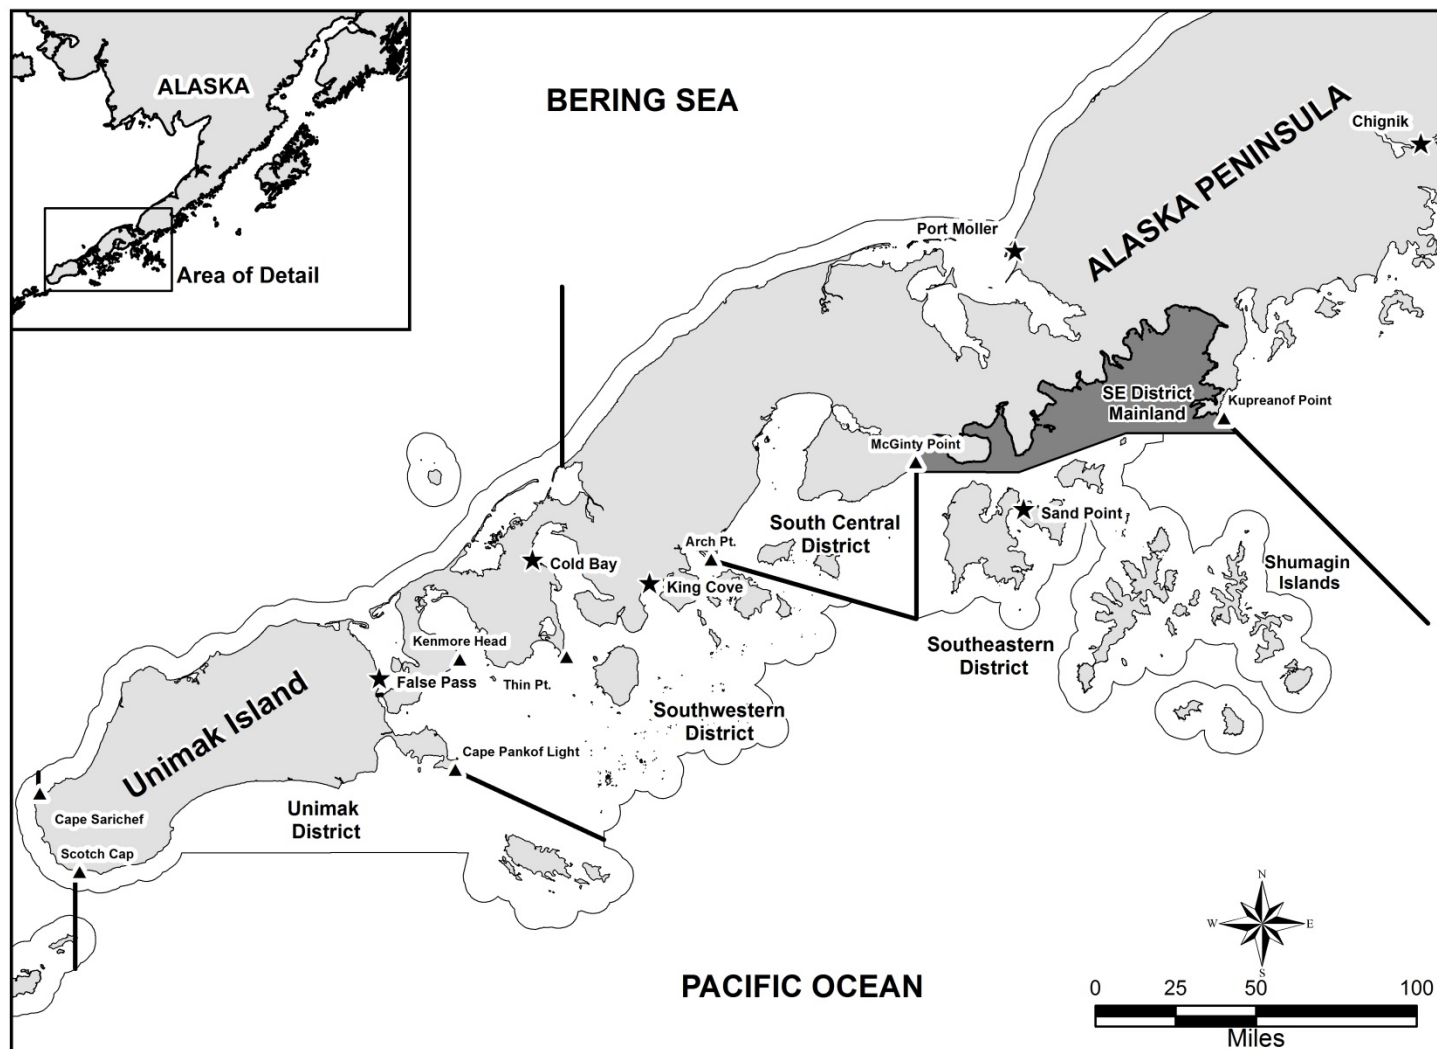 ALASKA
Area of Detail
BERING SEA
ALASKA PENINSULA
Chignik
Port Moller
SE District
Mainland
Kupreanof Point
McGinty Point
South Central
District
Sand Point
Arch Pt.
Cold Bay
King Cove
Shumagin
Islands
Kenmore Head
Southeastern
District
False Pass
Thin Pt.
Unimak Island
Southwestern
District
Cape Pankof Light
Unimak
District
Cape Sarichef
Scotch Cap
PACIFIC OCEAN
N
W
E
S
0 25 50 100
Miles